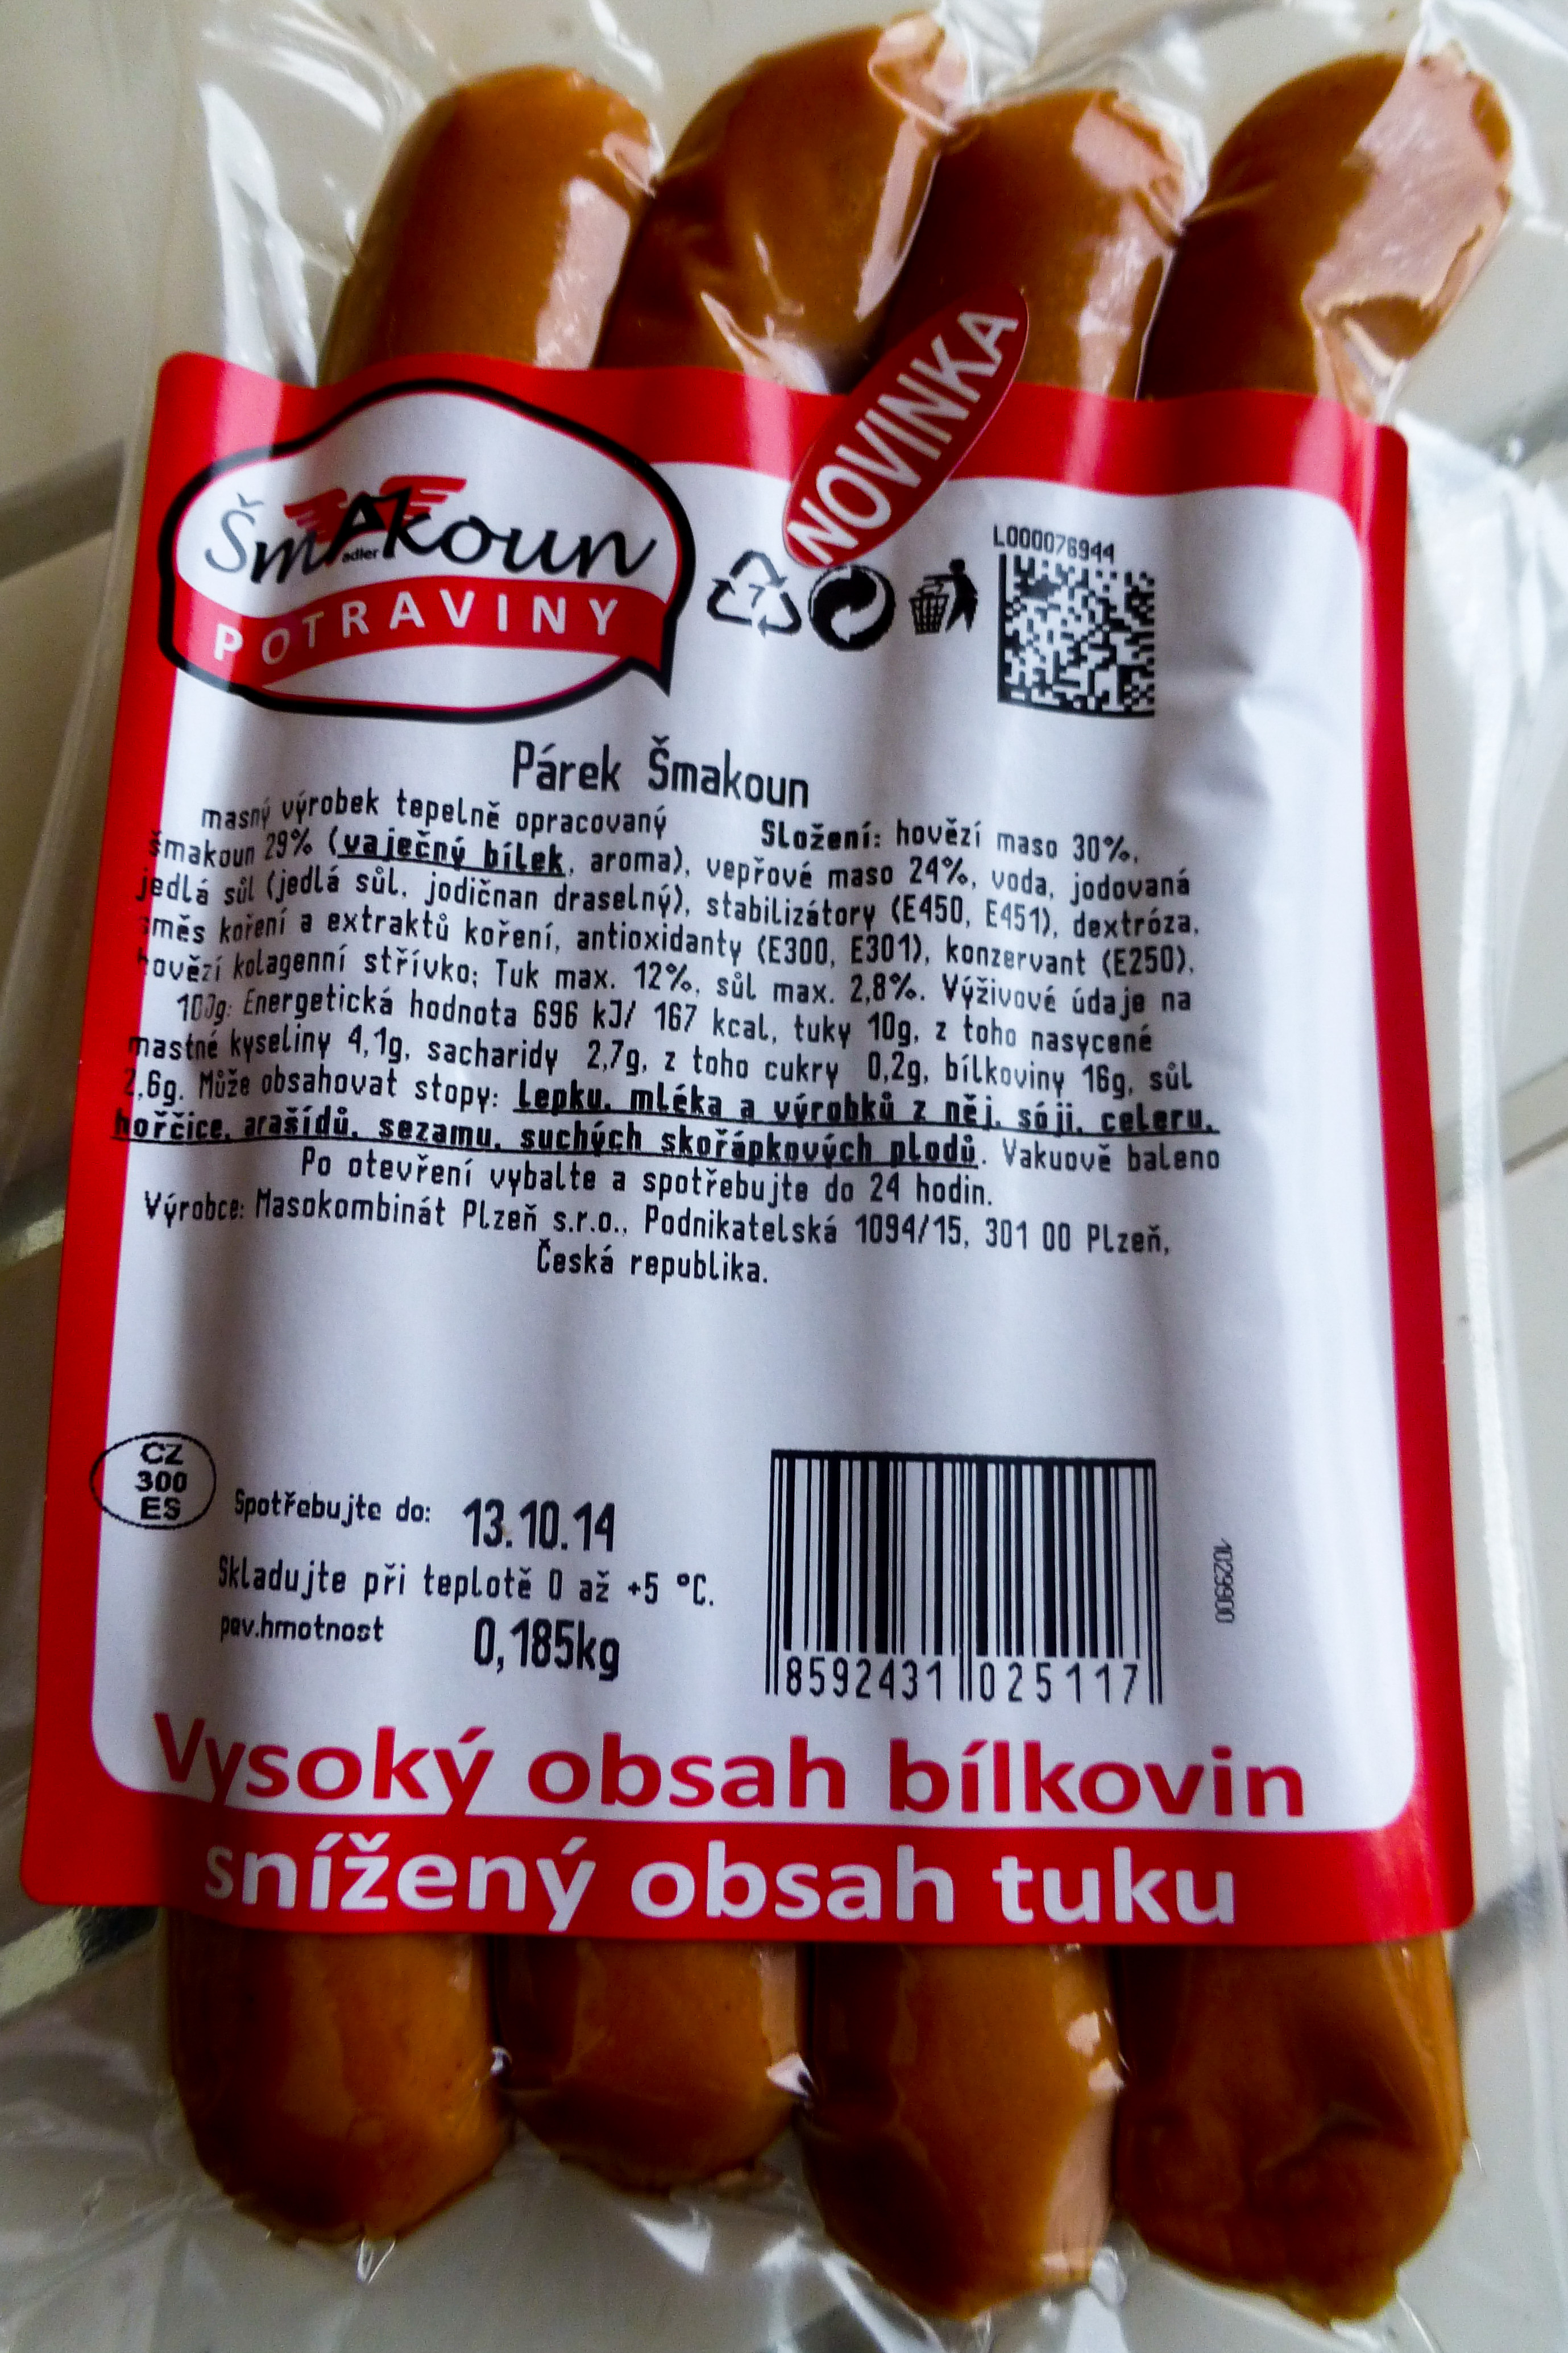 NOVINKA
Šmakoun
adler
POTRAVINY
7
L000076944
Párek Šmakoun
masný výrobek tepelně opracovaný Složení: hovězí maso 30%,
šmakoun 29% (vaječný bílek, aroma), vepřové maso 24%, voda, jodovaná
jedlá sůl (jedlá sůl, jodičnan draselný), stabilizátory (E450, E451), dextróza,
směs koření a extraktů koření, antioxidanty (E300, E301), konzervant (E250),
hovězí kolagenní střívko; Tuk max. 12%, sůl max. 2,8%. Výživové údaje na
100g: Energetická hodnota 696 kJ/ 167 kcal, tuky 10g, z toho nasycené
mastné kyseliny 4,1g, sacharidy 2,7g, z toho cukry 0,2g, bílkoviny 16g, sůl
2,6g. Může obsahovat stopy: Lepku, mléka a výrobků z něj, sóji, celeru,
hořčice, arašídů, sezamu, suchých skořápkových plodů. Vakuově baleno
Po otevření vybalte a spotřebujte do 24 hodin.
Výrobce: Masokombinát Plzeň s.r.o., Podnikatelská 1094/15, 301 00 Plzeň,
Česká republika.
CZ
300
ES
Spotřebujte do: 13.10.14
Skladujte při teplotě 0 až +5 °C.
pov.hmotnost 0,185kg
8592431 025117
1029900
Vysoký obsah bílkovin
snížený obsah tuku